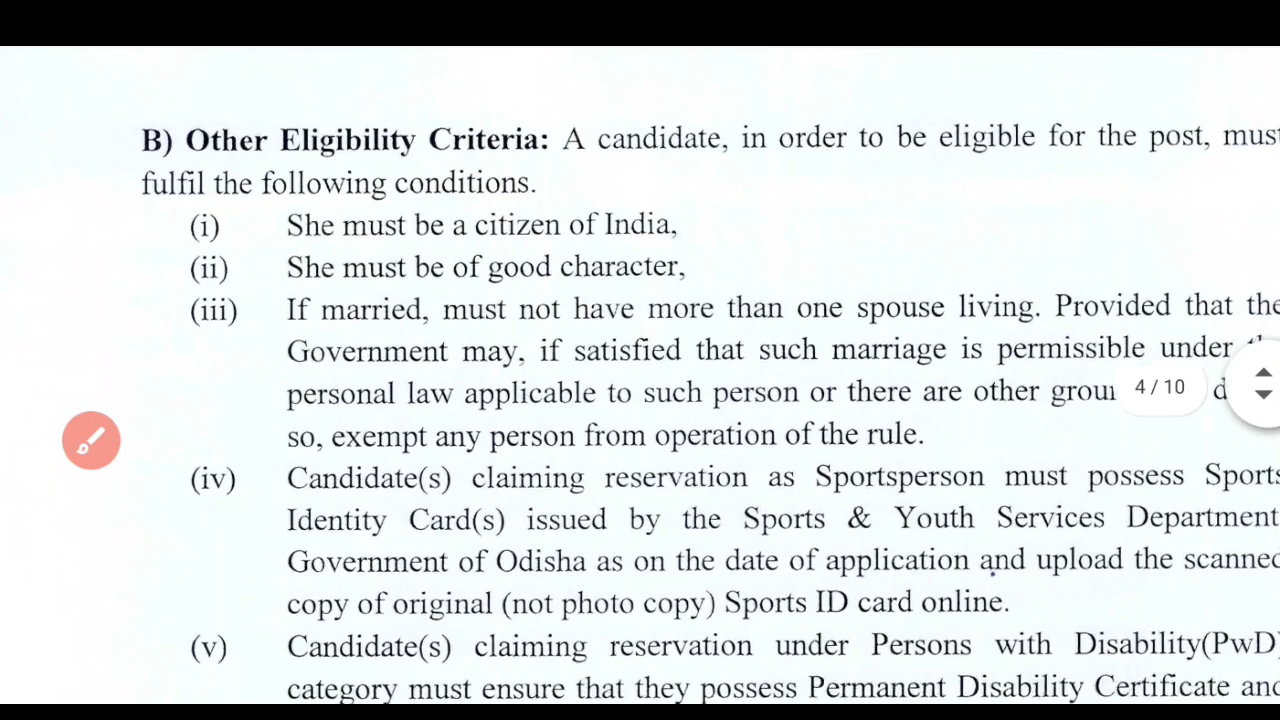 B) Other Eligibility Criteria: A candidate, in order to be eligible for the post, must
fulfil the following conditions.
(i) She must be a citizen of India,
(ii) She must be of good character,
(iii) If married, must not have more than one spouse living. Provided that the
Government may, if satisfied that such marriage is permissible under
personal law applicable to such person or there are other 4 / 10
so, exempt any person from operation of the rule.
(iv) Candidate(s) claiming reservation as Sportsperson must possess Sports
Identity Card(s) issued by the Sports & Youth Services Department
Government of Odisha as on the date of application and upload the scanned
copy of original (not photo copy) Sports ID card online.
(v) Candidate(s) claiming reservation under Persons with Disability(PwD)
category must ensure that they possess Permanent Disability Certificate and